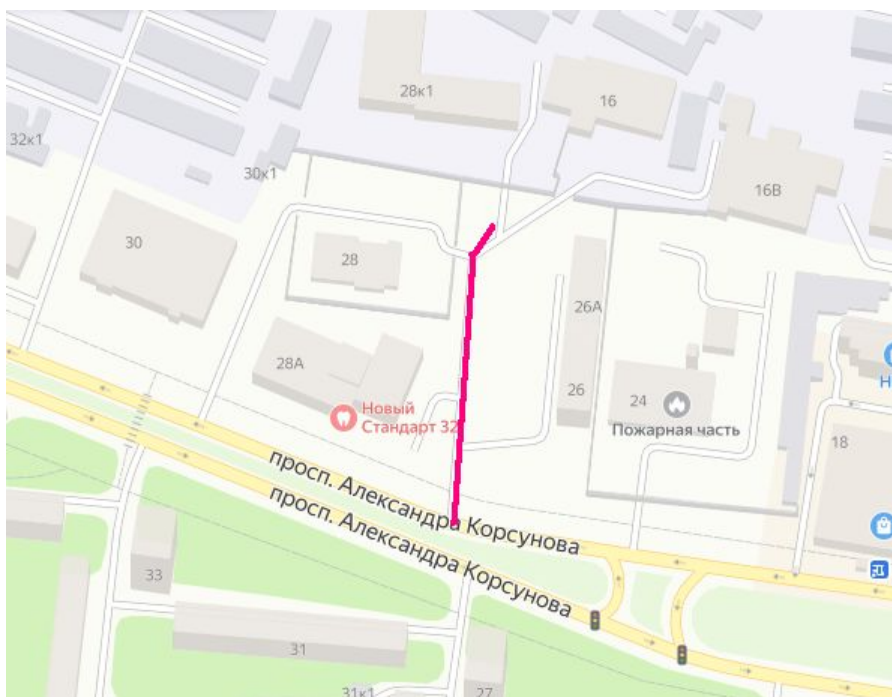 28к1
16
32к1
30к1
16В
30
28
26А
28А
Новый
Стандарт 32
26
24
Пожарная часть
18
Н
просп. Александра Корсунова
просп. Александра Корсунова
33
31
31к1
27